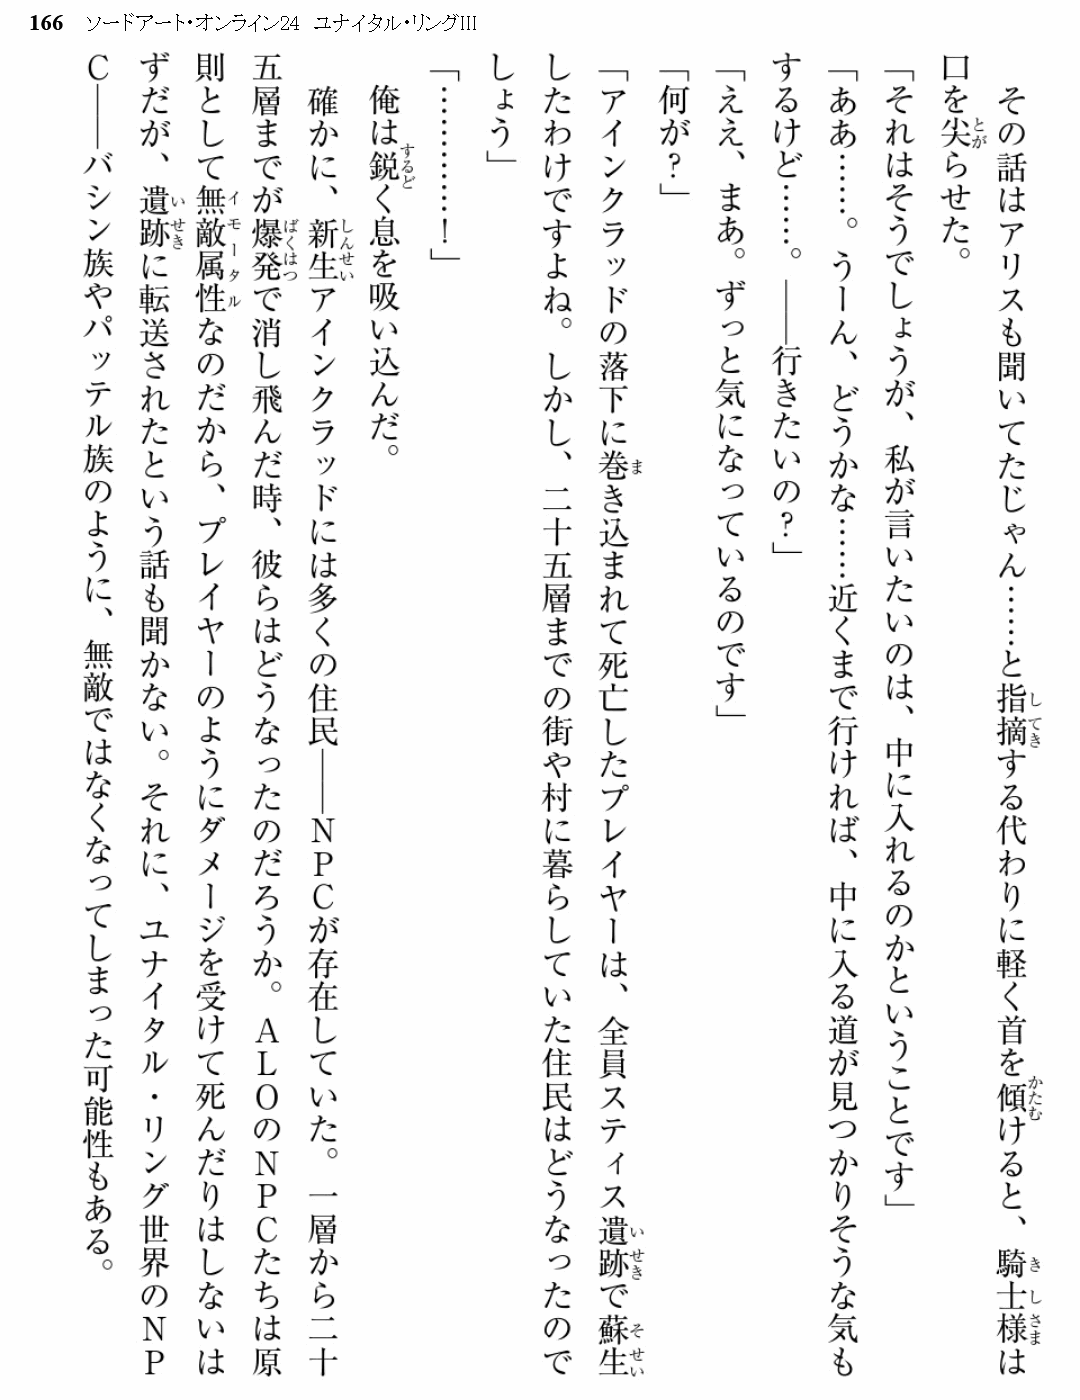 166 ソードアート・オンライン24 ユナイタル・リングIII
その話はアリスも聞いてたじゃん……と指摘する代わりに軽く首を傾けると、騎士様は
口を尖らせた。
「それはそうでしょうが、私が言いたいのは、中に入れるのかということです」
「ああ……。うーん、どうかな……近くまで行ければ、中に入る道が見つかりそうな気も
するけど……。――行きたいの?」
「ええ、まあ。ずっと気になっているのです」
「何が?」
「アインクラッドの落下に巻き込まれて死亡したプレイヤーは、全員スティス遺跡で蘇生
したわけですよね。しかし、二十五層までの街や村に暮らしていた住民はどうなったので
しょう」
「…………!」
俺は鋭く息を吸い込んだ。
確かに、新生アインクラッドには多くの住民――NPCが存在していた。一層から二十
五層までが爆発で消し飛んだ時、彼らはどうなったのだろうか。ALOのNPCたちは原
則として無敵属性なのだから、プレイヤーのようにダメージを受けて死んだりはしないは
ずだが、遺跡に転送されたという話も聞かない。それに、ユナイタル・リング世界のNP
C――バシン族やパッテル族のように、無敵ではなくなってしまった可能性もある。